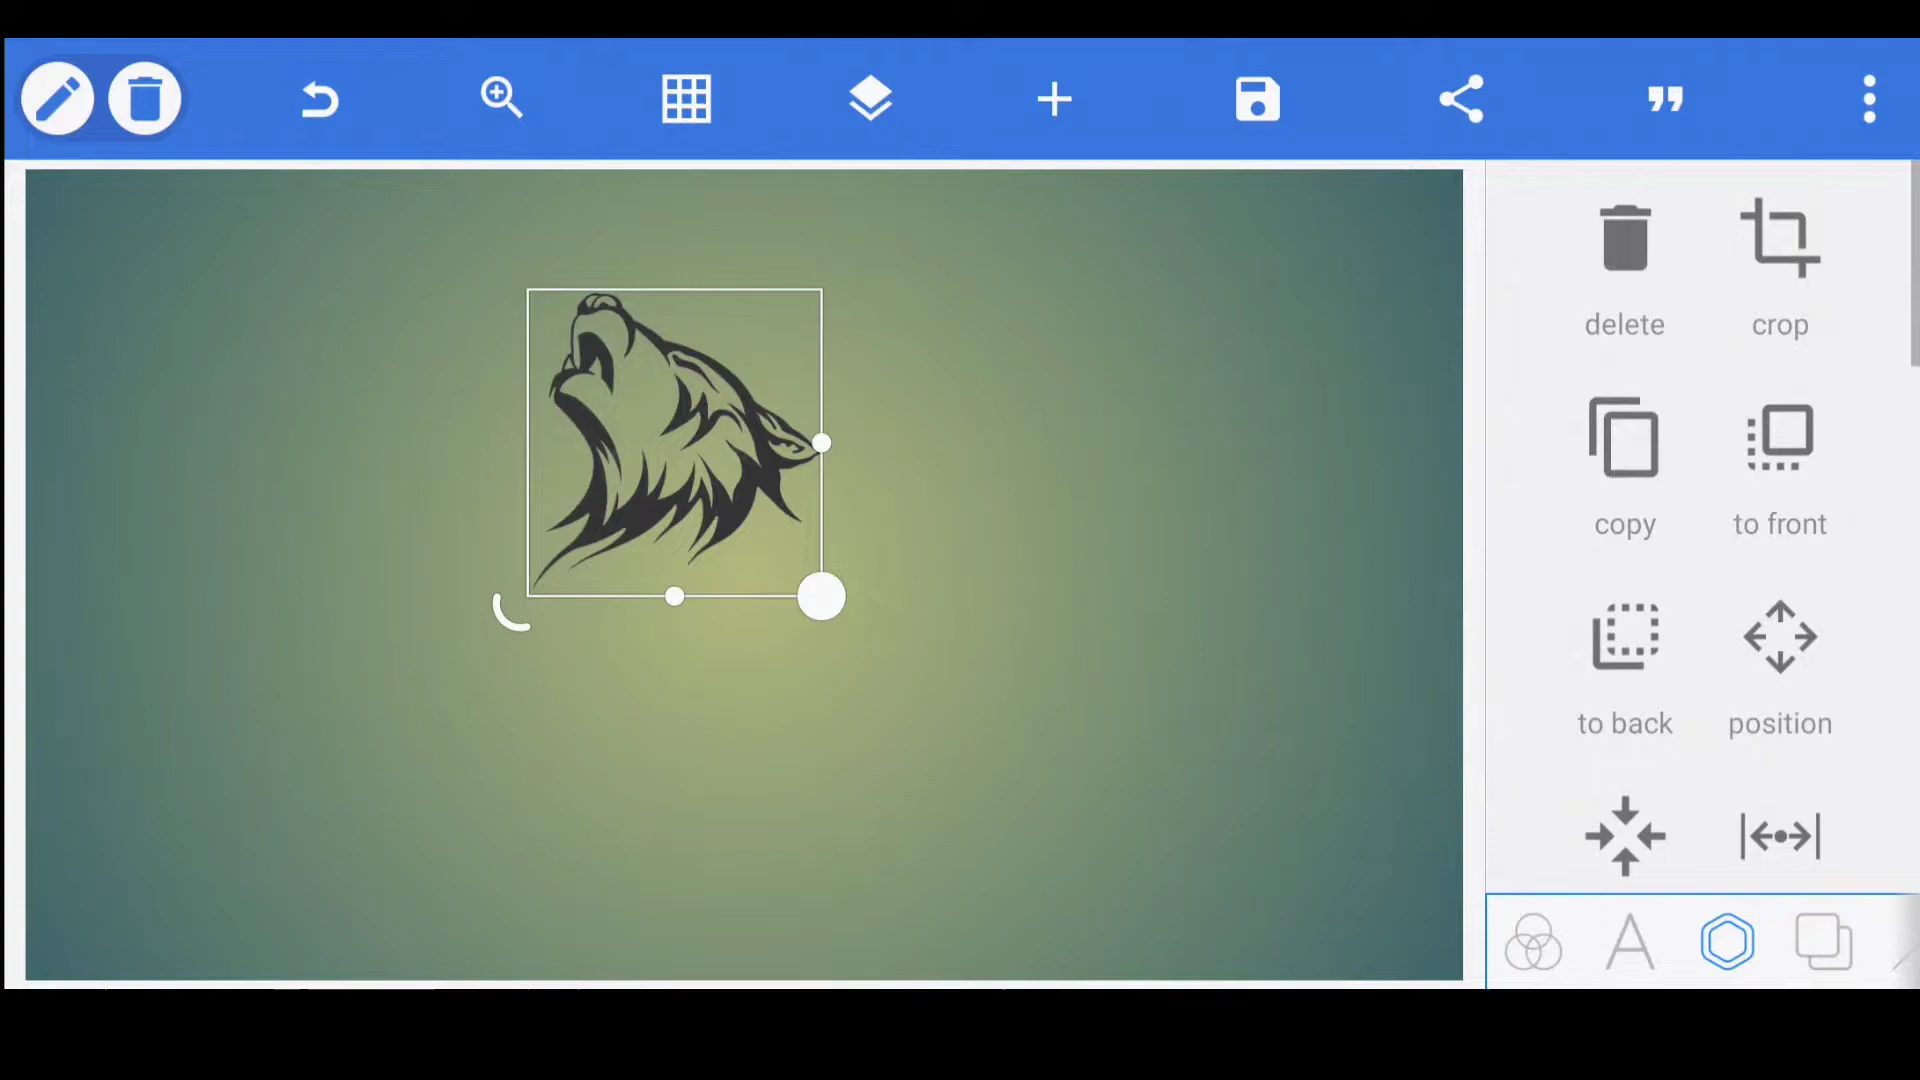 delete
crop
copy
to front
to back
position